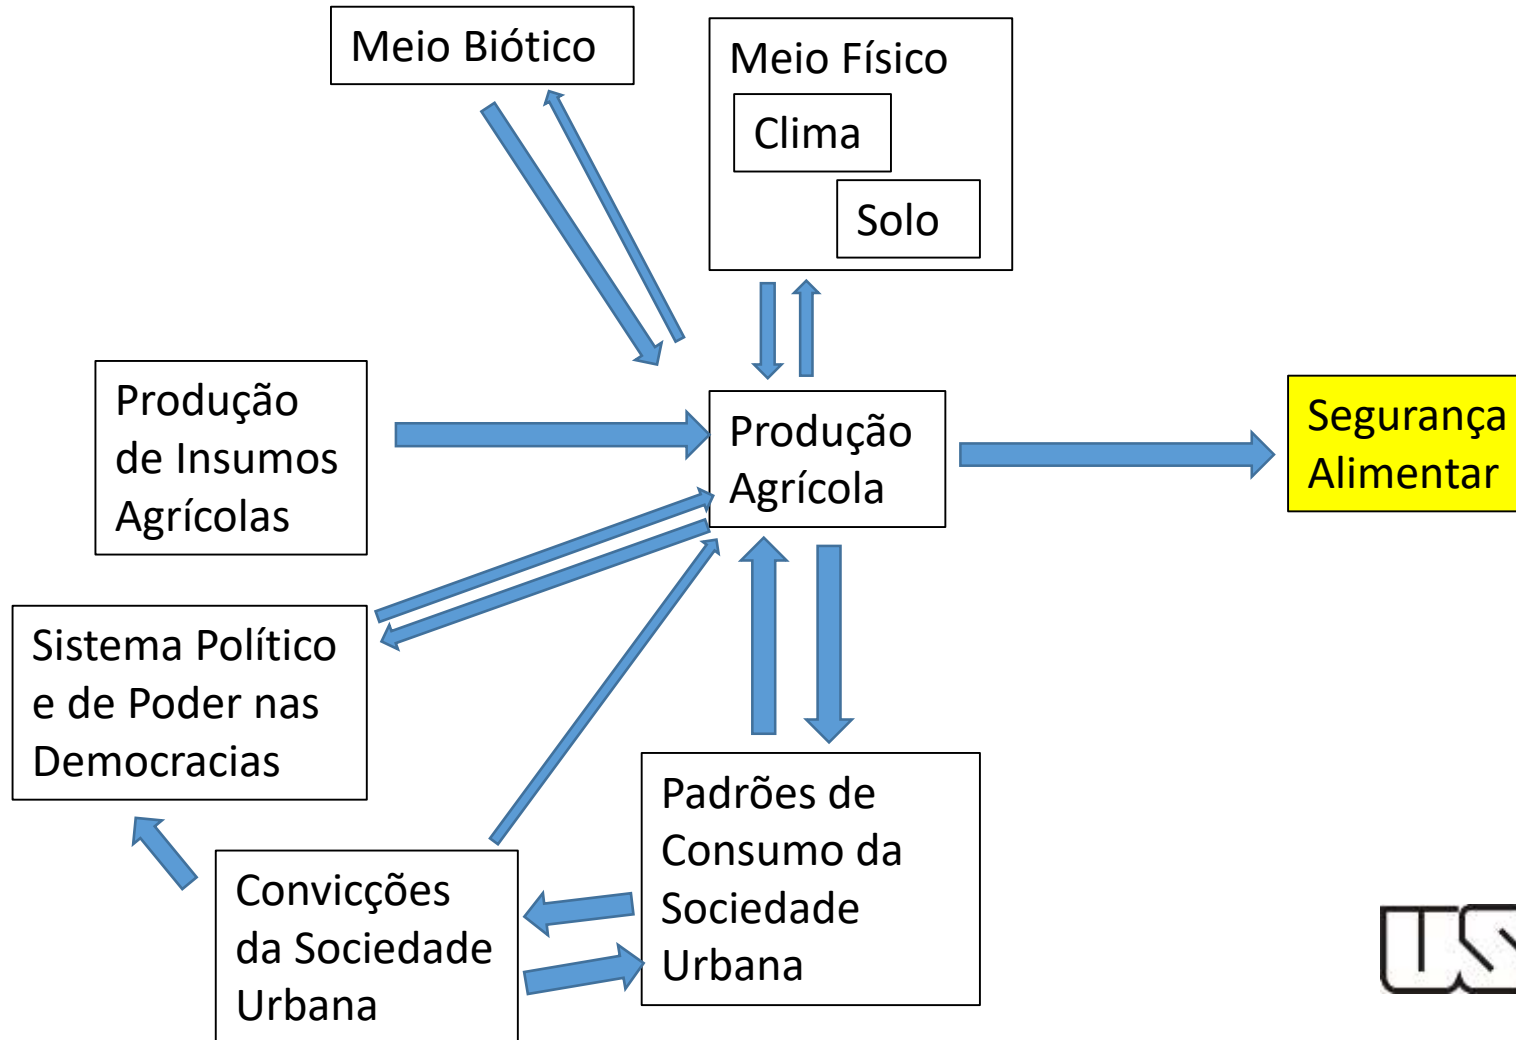 Meio Biótico
Meio Físico
Clima
Solo
Produção
de Insumos
Agrícolas
Produção
Agrícola
Segurança
Alimentar
Sistema Político
e de Poder nas
Democracias
Padrões de
Consumo da
Sociedade
Urbana
Convicções
da Sociedade
Urbana
US